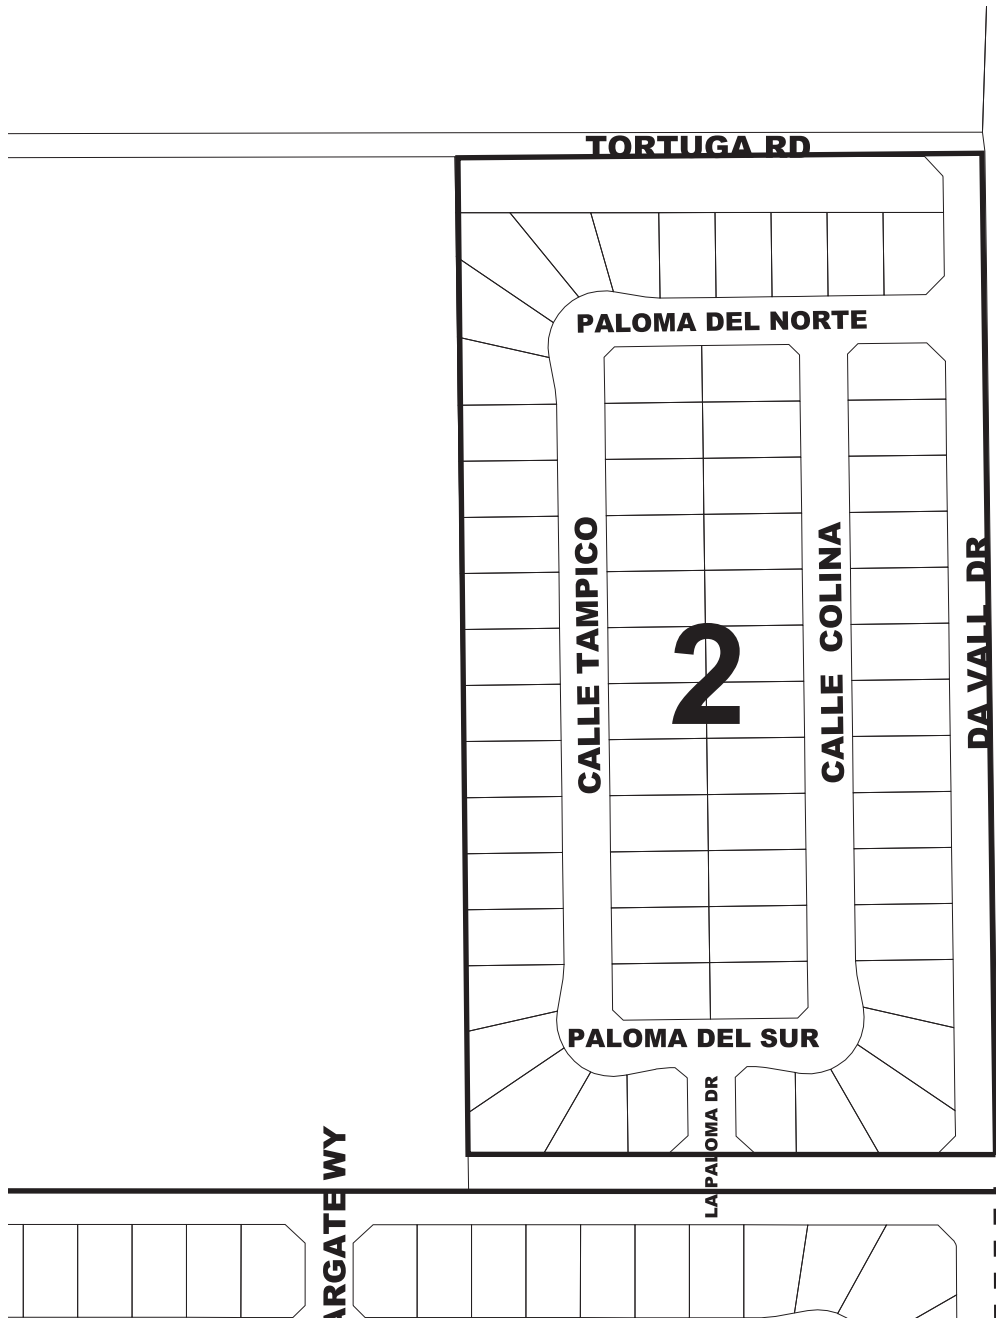 TORTUGA RD
PALOMA DEL NORTE
CALLE TAMPICO
CALLE COLINA
DA VALL DR
2
PALOMA DEL SUR
LA PALOMA DR
ARGATE WY